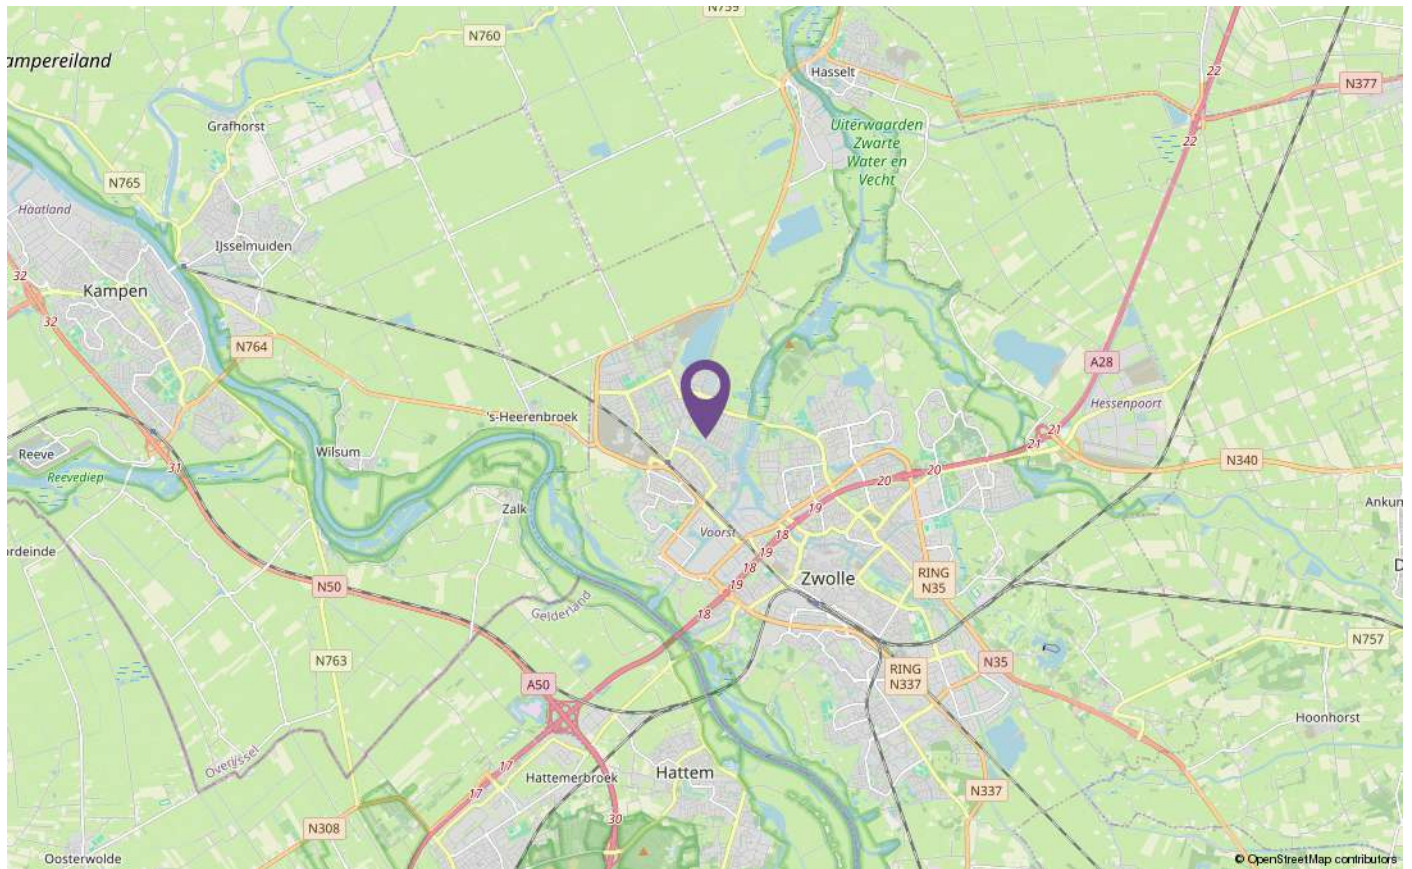 N759
N760
ampereiland
Hasselt
22
N377
Grafhorst
Uiterwaarden
Zwarte
Water en
Vecht
22
N765
Haatland
IJsselmuiden
32
Kampen
32
N764
A28
Hessenpoort
's-Heerenbroek
21
21
Reeve
Wilsum
31
N340
Reevediep
20
20
Zalk
19
Ankun
Voorst
18
ordeinde
19
18
D
Zwolle
RING
N35
N50
19
Gelderland
18
N757
N763
N35
RING
N337
A50
Hoonhorst
Overijssel
17
Hattemerbroek
Hattem
17
N337
30
N308
Oosterwolde
© OpenStreetMap contributors